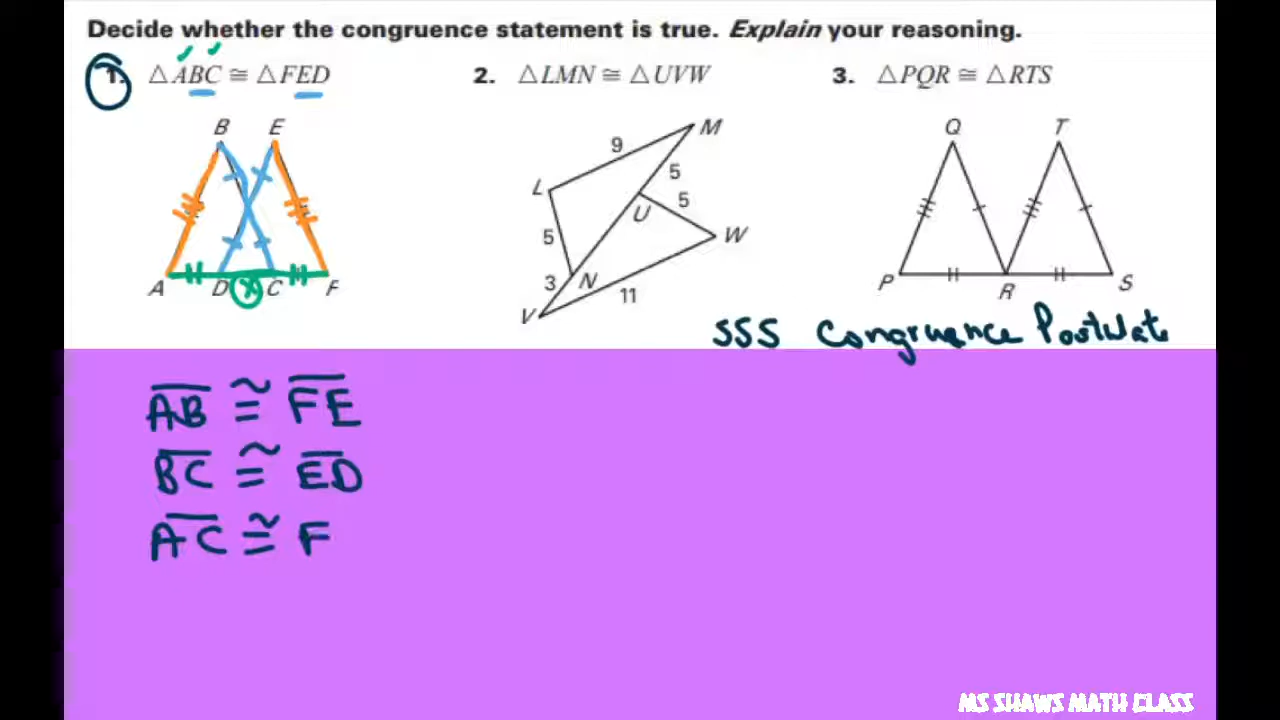 Decide whether the congruence statement is true. Explain your reasoning.
1. △ABC ≅ △FED
2. △LMN ≅ △UVW
3. △PQR ≅ △RTS
B E
A D C F
x
M
9
5
L
5
U
W
5
3
N
11
V
Q T
P R S
SSS Congruence Postulate
AB ≅ FE
BC ≅ ED
AC ≅ F
MS SHAWS MATH CLASS